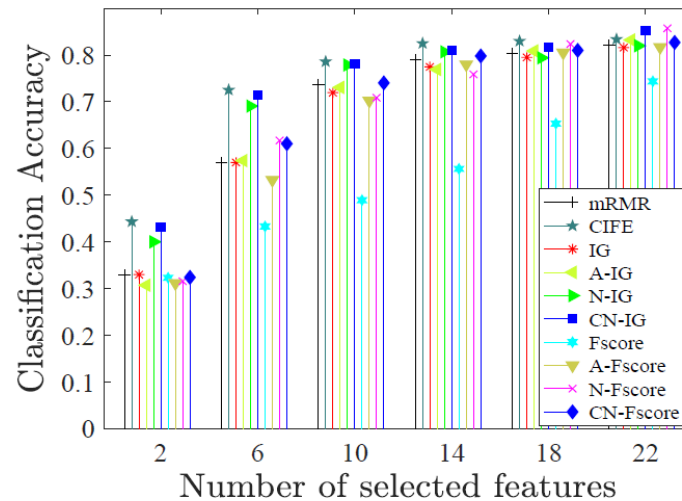 Classification Accuracy
0.8
0.7
0.6
0.5
0.4
0.3
0.2
0.1
0
2 6 10 14 18 22
Number of selected features
mRMR
CIFE
IG
A-IG
N-IG
CN-IG
Fscore
A-Fscore
N-Fscore
CN-Fscore